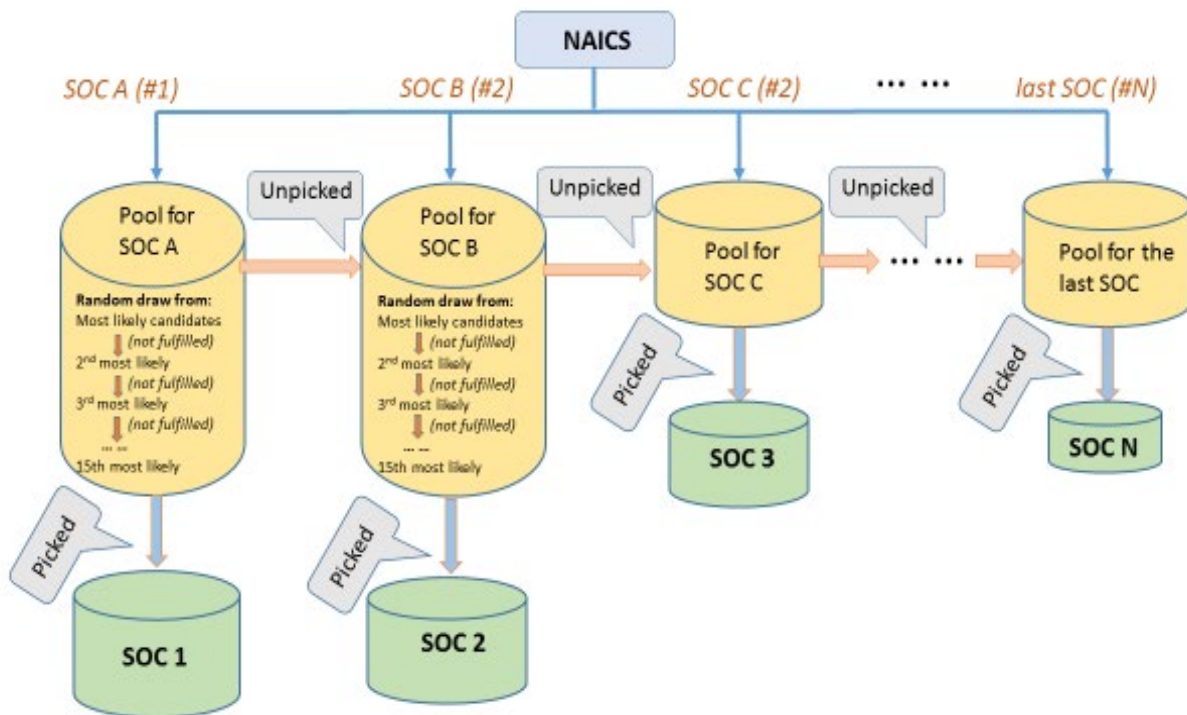 NAICS
SOC A (#1)
SOC B (#2)
SOC C (#2)
... ...
last SOC (#N)
Unpicked
Unpicked
Unpicked
Pool for
SOC A
Pool for
SOC B
Pool for
SOC C
... ...
Pool for the
last SOC
Random draw from:
Most likely candidates
(not fulfilled)
2nd most likely
(not fulfilled)
3rd most likely
(not fulfilled)
... ...
15th most likely
Random draw from:
Most likely candidates
(not fulfilled)
2nd most likely
(not fulfilled)
3rd most likely
(not fulfilled)
... ...
15th most likely
Picked
Picked
Picked
Picked
SOC 1
SOC 2
SOC 3
SOC N